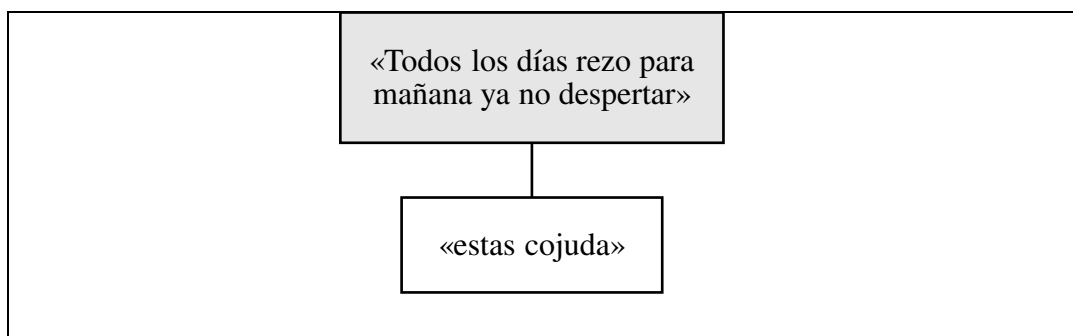 «Todos los días rezo para
mañana ya no despertar»
«estas cojuda»